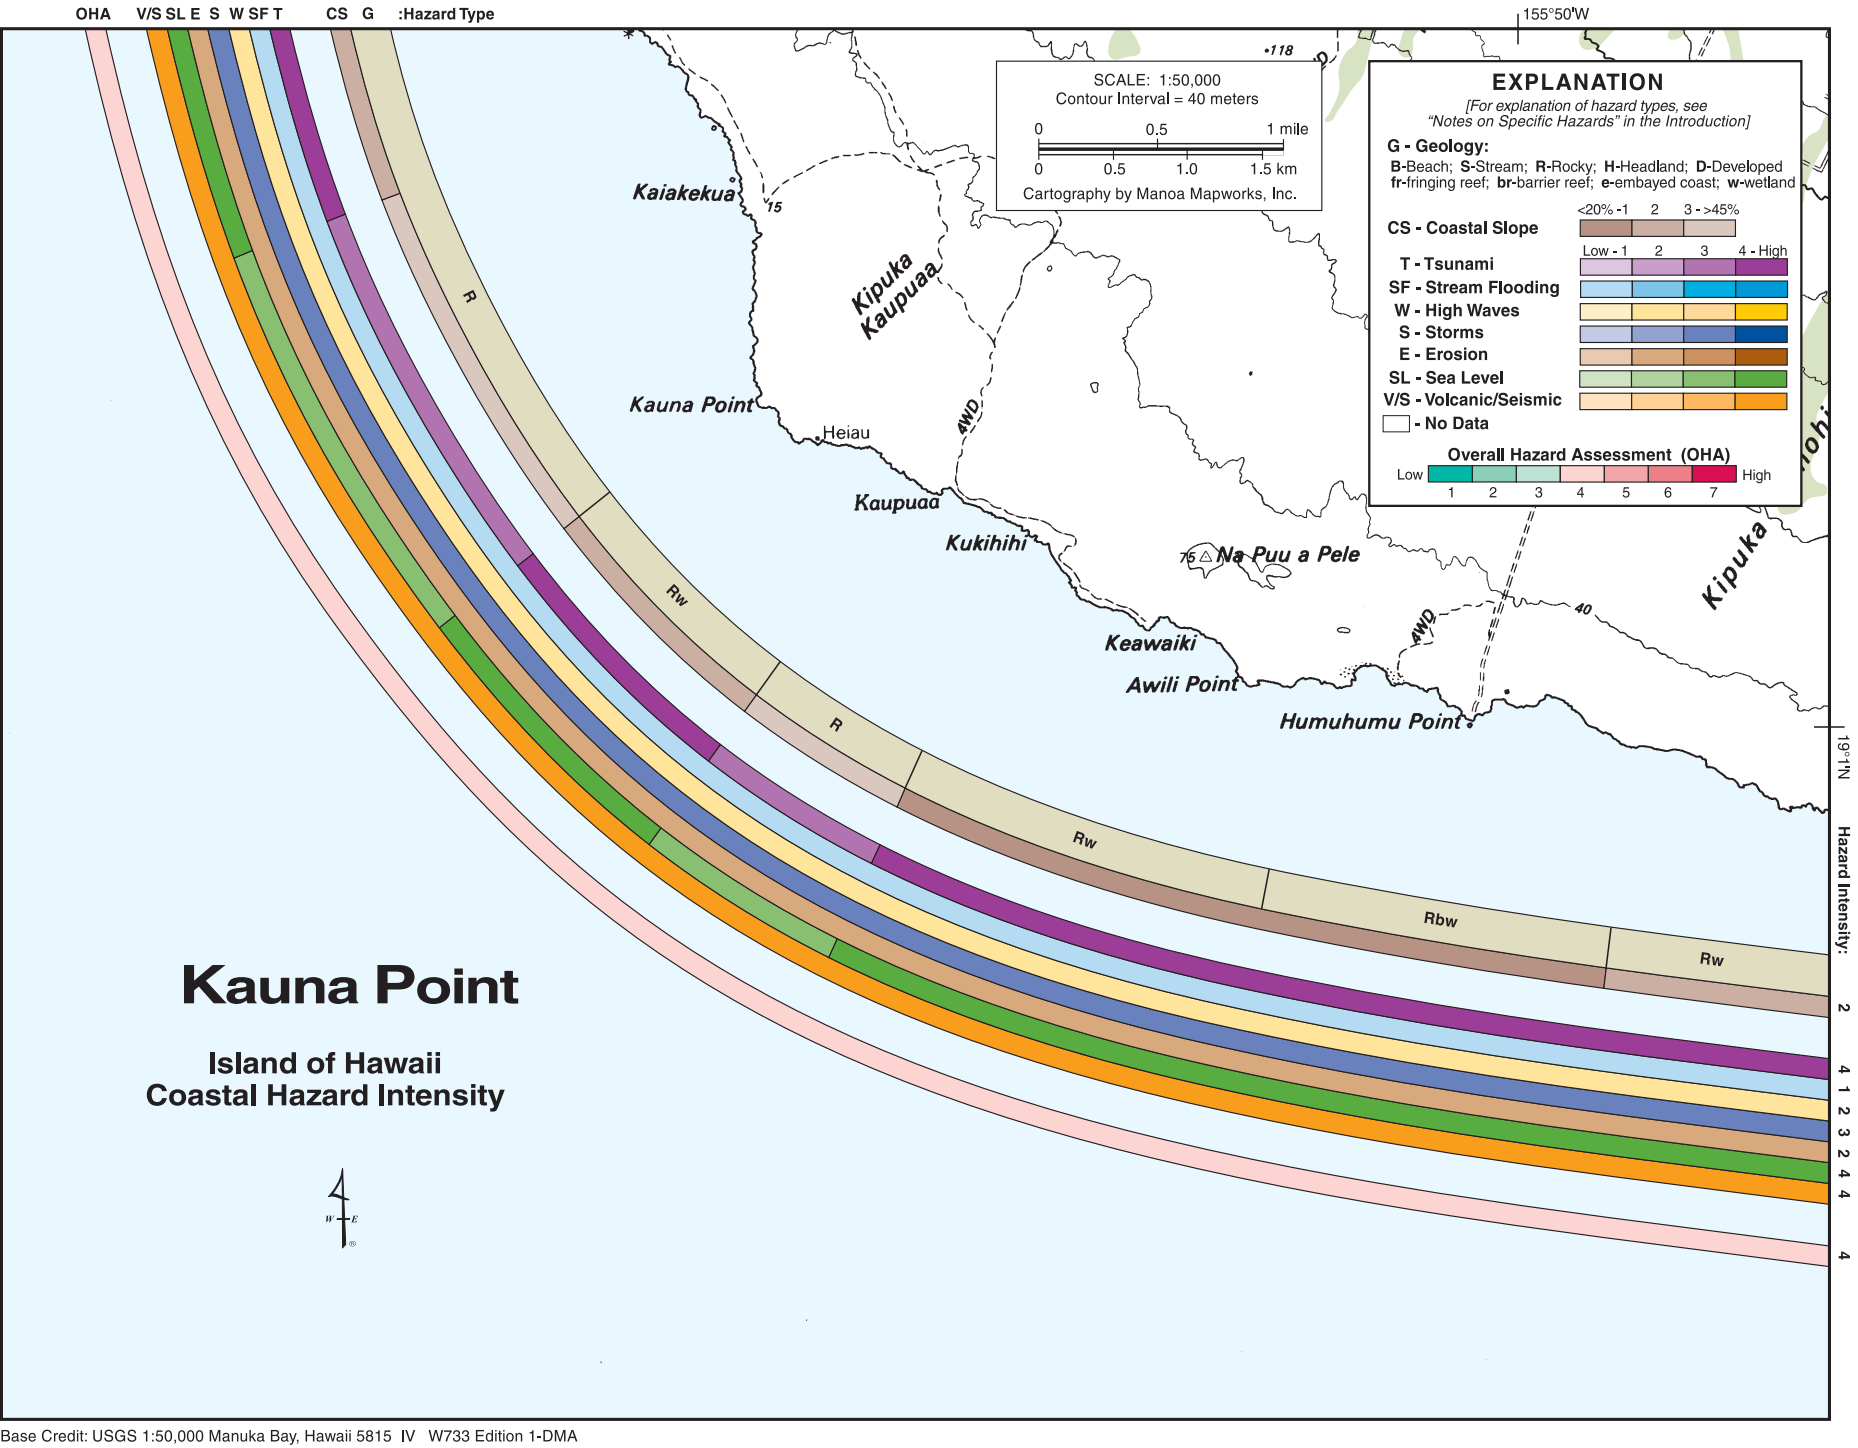 OHA V/S SL E S W SF T CS G :Hazard Type
155°50'W
118
SCALE: 1:50,000
Contour Interval = 40 meters
0 0.5 1 mile
0 0.5 1.0 1.5 km
Cartography by Manoa Mapworks, Inc.
EXPLANATION
[For explanation of hazard types, see
“Notes on Specific Hazards” in the Introduction]
G - Geology:
B-Beach; S-Stream; R-Rocky; H-Headland; D-Developed
fr-fringing reef; br-barrier reef; e-embayed coast; w-wetland
<20% -1 2 3 - >45%
CS - Coastal Slope
Low - 1 2 3 4 - High
T - Tsunami
SF - Stream Flooding
W - High Waves
S - Storms
E - Erosion
SL - Sea Level
V/S - Volcanic/Seismic
- No Data
Overall Hazard Assessment (OHA)
Low High
1 2 3 4 5 6 7
Kaiakekua
15
Kipuka
Kaupuaa
Kauna Point
Heiau
4WD
Kaupuaa
Kukihihi
75 Na Puu a Pele
Kipuka
40
4WD
Keawaiki
Awili Point
Humuhumu Point
19°1'N
R
Rw
R
Rw
Rbw
Rw
Hazard Intensity:
2
4
1
2
3
2
4
4
4
Kauna Point
Island of Hawaii
Coastal Hazard Intensity
W E
®
Base Credit: USGS 1:50,000 Manuka Bay, Hawaii 5815 IV W733 Edition 1-DMA